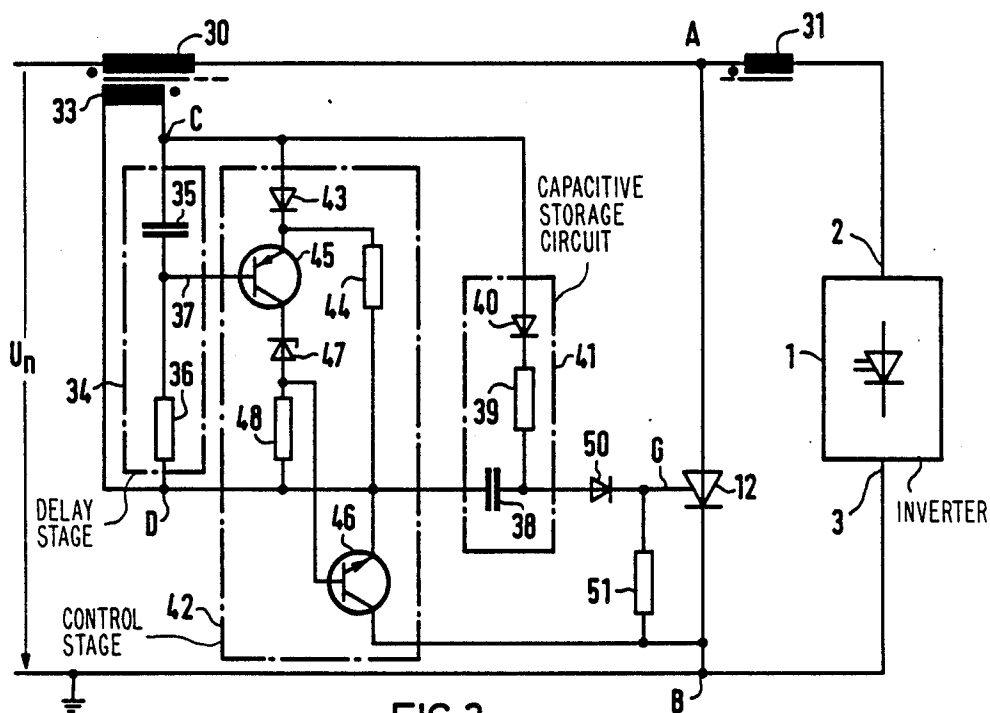 30
A
31
33
C
35
43
CAPACITIVE
STORAGE
CIRCUIT
45
2
37
44
40
Un
47
41
1
34
36
39
48
50
G
12
DELAY
STAGE
D
38
3
INVERTER
46
51
CONTROL
STAGE
42
B